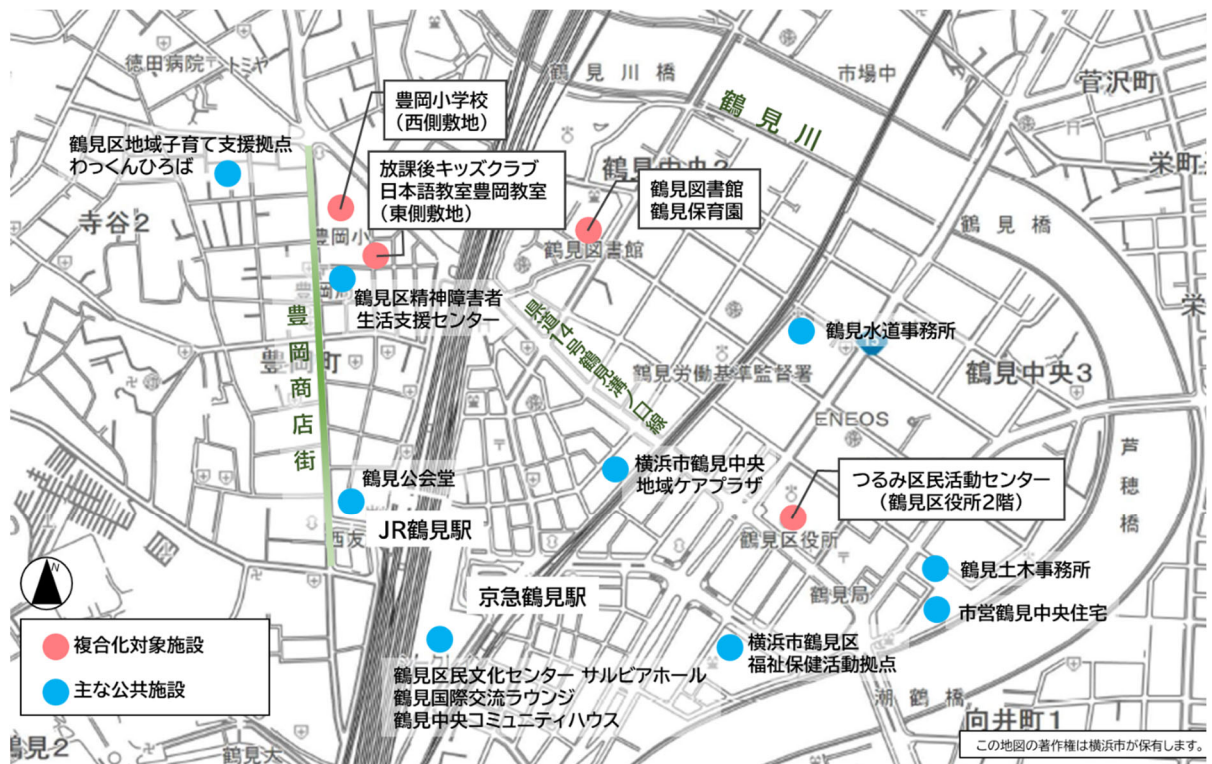 徳田病院
トミヤ
鶴見川橋
市場中
菅沢町
豊岡小学校
(西側敷地)
鶴見川
鶴見区地域子育て支援拠点
わっくんひろば
放課後キッズクラブ
日本語教室豊岡教室
(東側敷地)
鶴見中央2
鶴見図書館
鶴見保育園
栄町
寺谷2
豊岡小
鶴見図書館
鶴見橋
鶴見区精神障害者
生活支援センター
豊岡商店街
豊岡町
県道14号鶴見溝ノ口線
鶴見水道事務所
鶴見労働基準監督署
鶴見中央3
ENEOS
芦穂橋
鶴見公会堂
横浜市鶴見中央
地域ケアプラザ
つるみ区民活動センター
(鶴見区役所2階)
JR鶴見駅
西友
鶴見区役所
鶴見土木事務所
N
京急鶴見駅
鶴見局
市営鶴見中央住宅
複合化対象施設
主な公共施設
横浜市鶴見区
福祉保健活動拠点
鶴見区民文化センター サルビアホール
鶴見国際交流ラウンジ
鶴見中央コミュニティハウス
潮鶴橋
向井町1
鶴見2
鶴見大
この地図の著作権は横浜市が保有します。